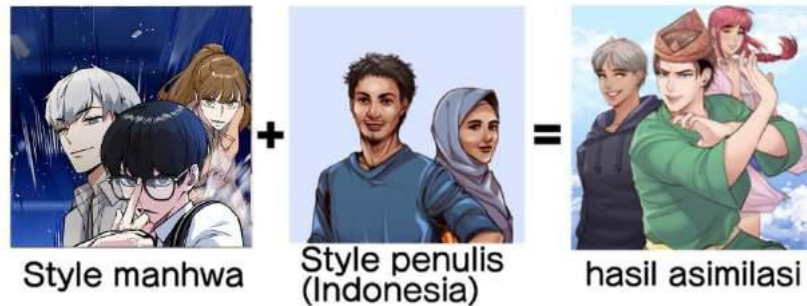 +
=
Style manhwa
Style penulis
(Indonesia)
hasil asimilasi